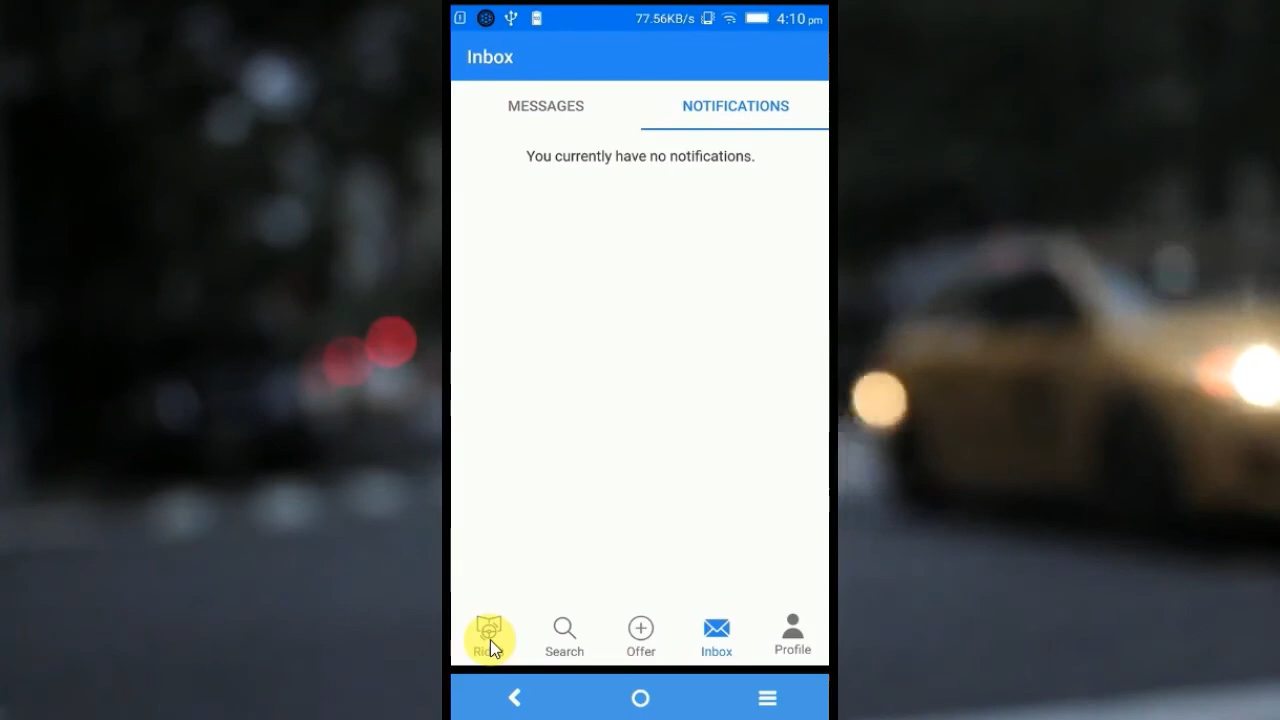 77.56KB/s 4:10 pm
Inbox
MESSAGES NOTIFICATIONS
You currently have no notifications.
Search Offer Inbox Profile